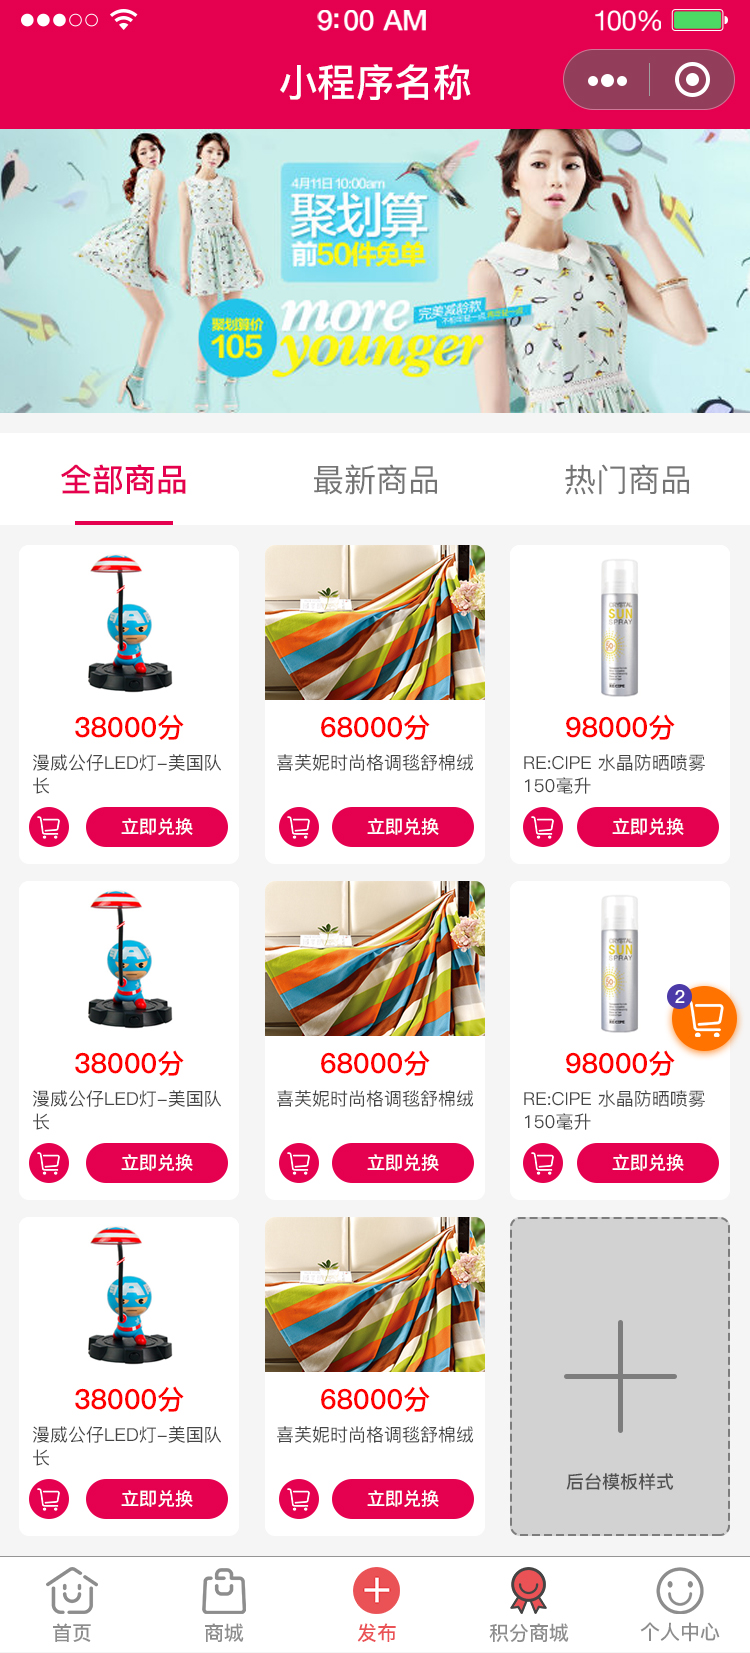 9:00 AM
100%
小程序名称
4月11日 10:00am
聚划算
前50件免单
聚划算价
105
more
younger
完美减龄款
全部商品
最新商品
热门商品
CRYSTAL
SUN
SPRAY
50
RE:CIPE
38000分
68000分
98000分
漫威公仔LED灯-美国队
长
喜芙妮时尚格调毯舒棉绒
RE:CIPE 水晶防晒喷雾
150毫升
立即兑换
立即兑换
立即兑换
CRYSTAL
SUN
SPRAY
50
RE:CIPE
2
38000分
68000分
98000分
漫威公仔LED灯-美国队
长
喜芙妮时尚格调毯舒棉绒
RE:CIPE 水晶防晒喷雾
150毫升
立即兑换
立即兑换
立即兑换
38000分
68000分
漫威公仔LED灯-美国队
长
喜芙妮时尚格调毯舒棉绒
后台模板样式
立即兑换
立即兑换
首页
商城
发布
积分商城
个人中心